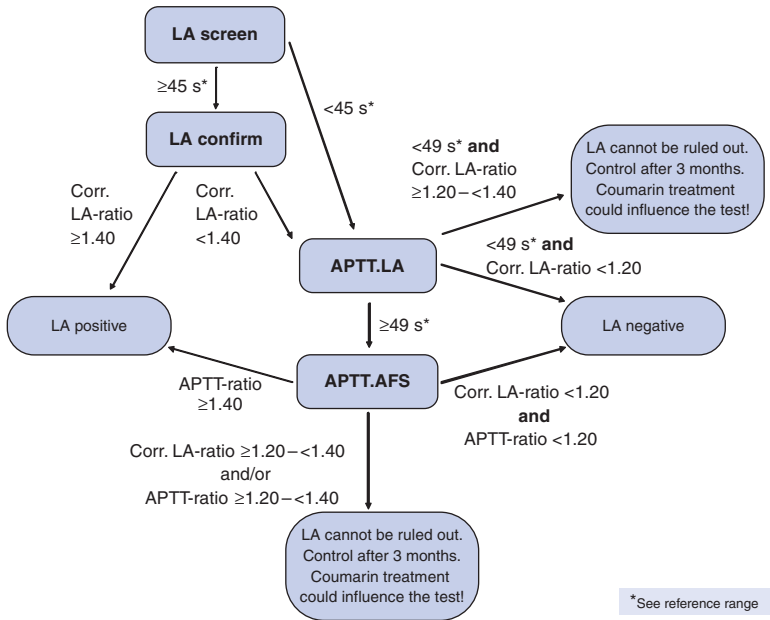 LA screen
≥45 s*
<45 s*
LA confirm
<49 s* and
Corr. LA-ratio
≥1.20–<1.40
LA cannot be ruled out.
Control after 3 months.
Coumarin treatment
could influence the test!
Corr.
LA-ratio
≥1.40
Corr.
LA-ratio
<1.40
APTT.LA
<49 s* and
Corr. LA-ratio <1.20
LA positive
≥49 s*
LA negative
APTT.AFS
APTT-ratio
≥1.40
Corr. LA-ratio <1.20
and
APTT-ratio <1.20
Corr. LA-ratio ≥1.20–<1.40
and/or
APTT-ratio ≥1.20–<1.40
LA cannot be ruled out.
Control after 3 months.
Coumarin treatment
could influence the test!
*See reference range